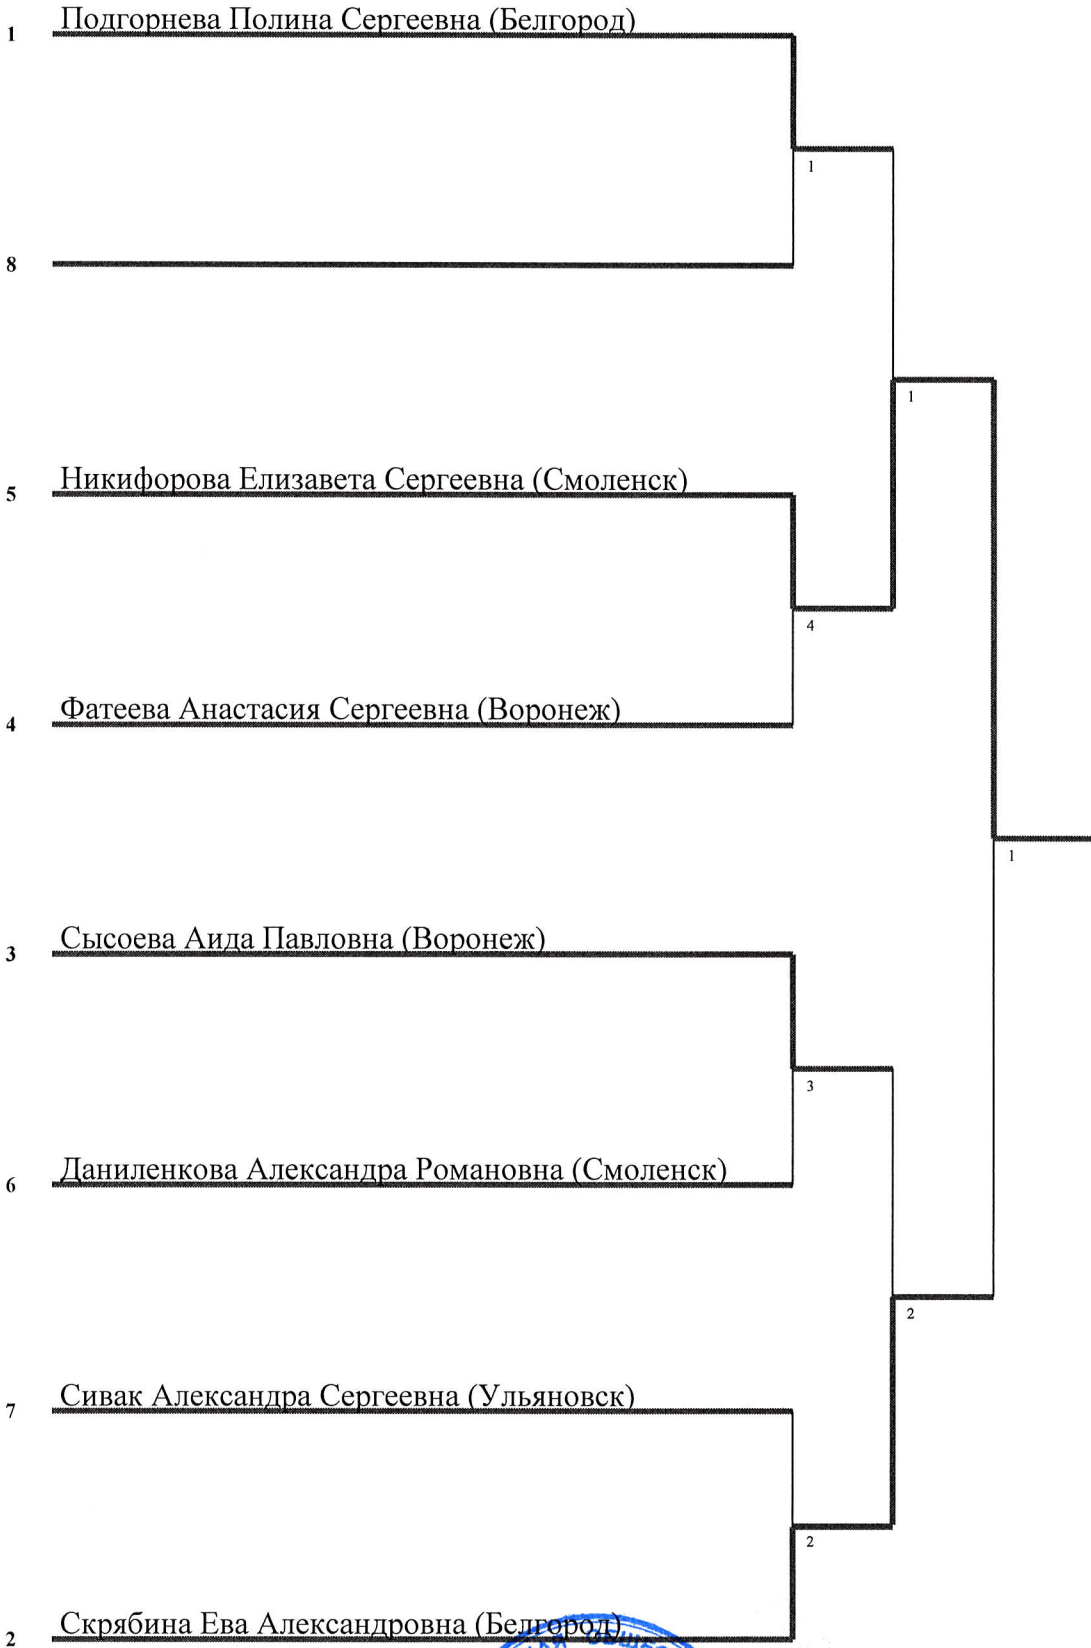 1 Подгорнева Полина Сергеевна (Белгород)
1
8
1
5 Никифорова Елизавета Сергеевна (Смоленск)
4
4 Фатеева Анастасия Сергеевна (Воронеж)
1
3 Сысоева Аида Павловна (Воронеж)
3
6 Даниленкова Александра Романовна (Смоленск)
2
7 Сивак Александра Сергеевна (Ульяновск)
2
2 Скрябина Ева Александровна (Белгород)